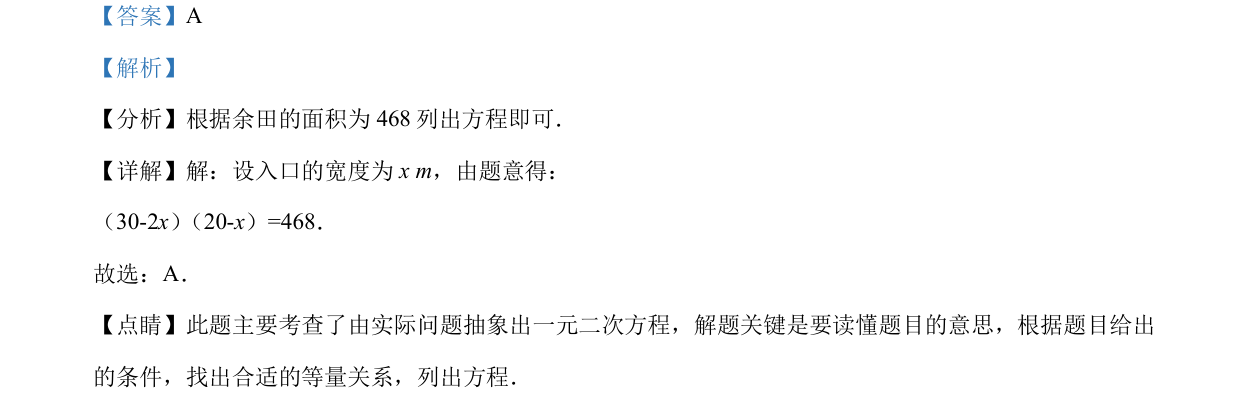 【答案】A
【解析】
【分析】根据余田的面积为 468 列出方程即可．
【详解】解：设入口的宽度为 x m，由题意得：
（30-2x）（20-x）=468．
故选：A．
【点睛】此题主要考查了由实际问题抽象出一元二次方程，解题关键是要读懂题目的意思，根据题目给出
的条件，找出合适的等量关系，列出方程．